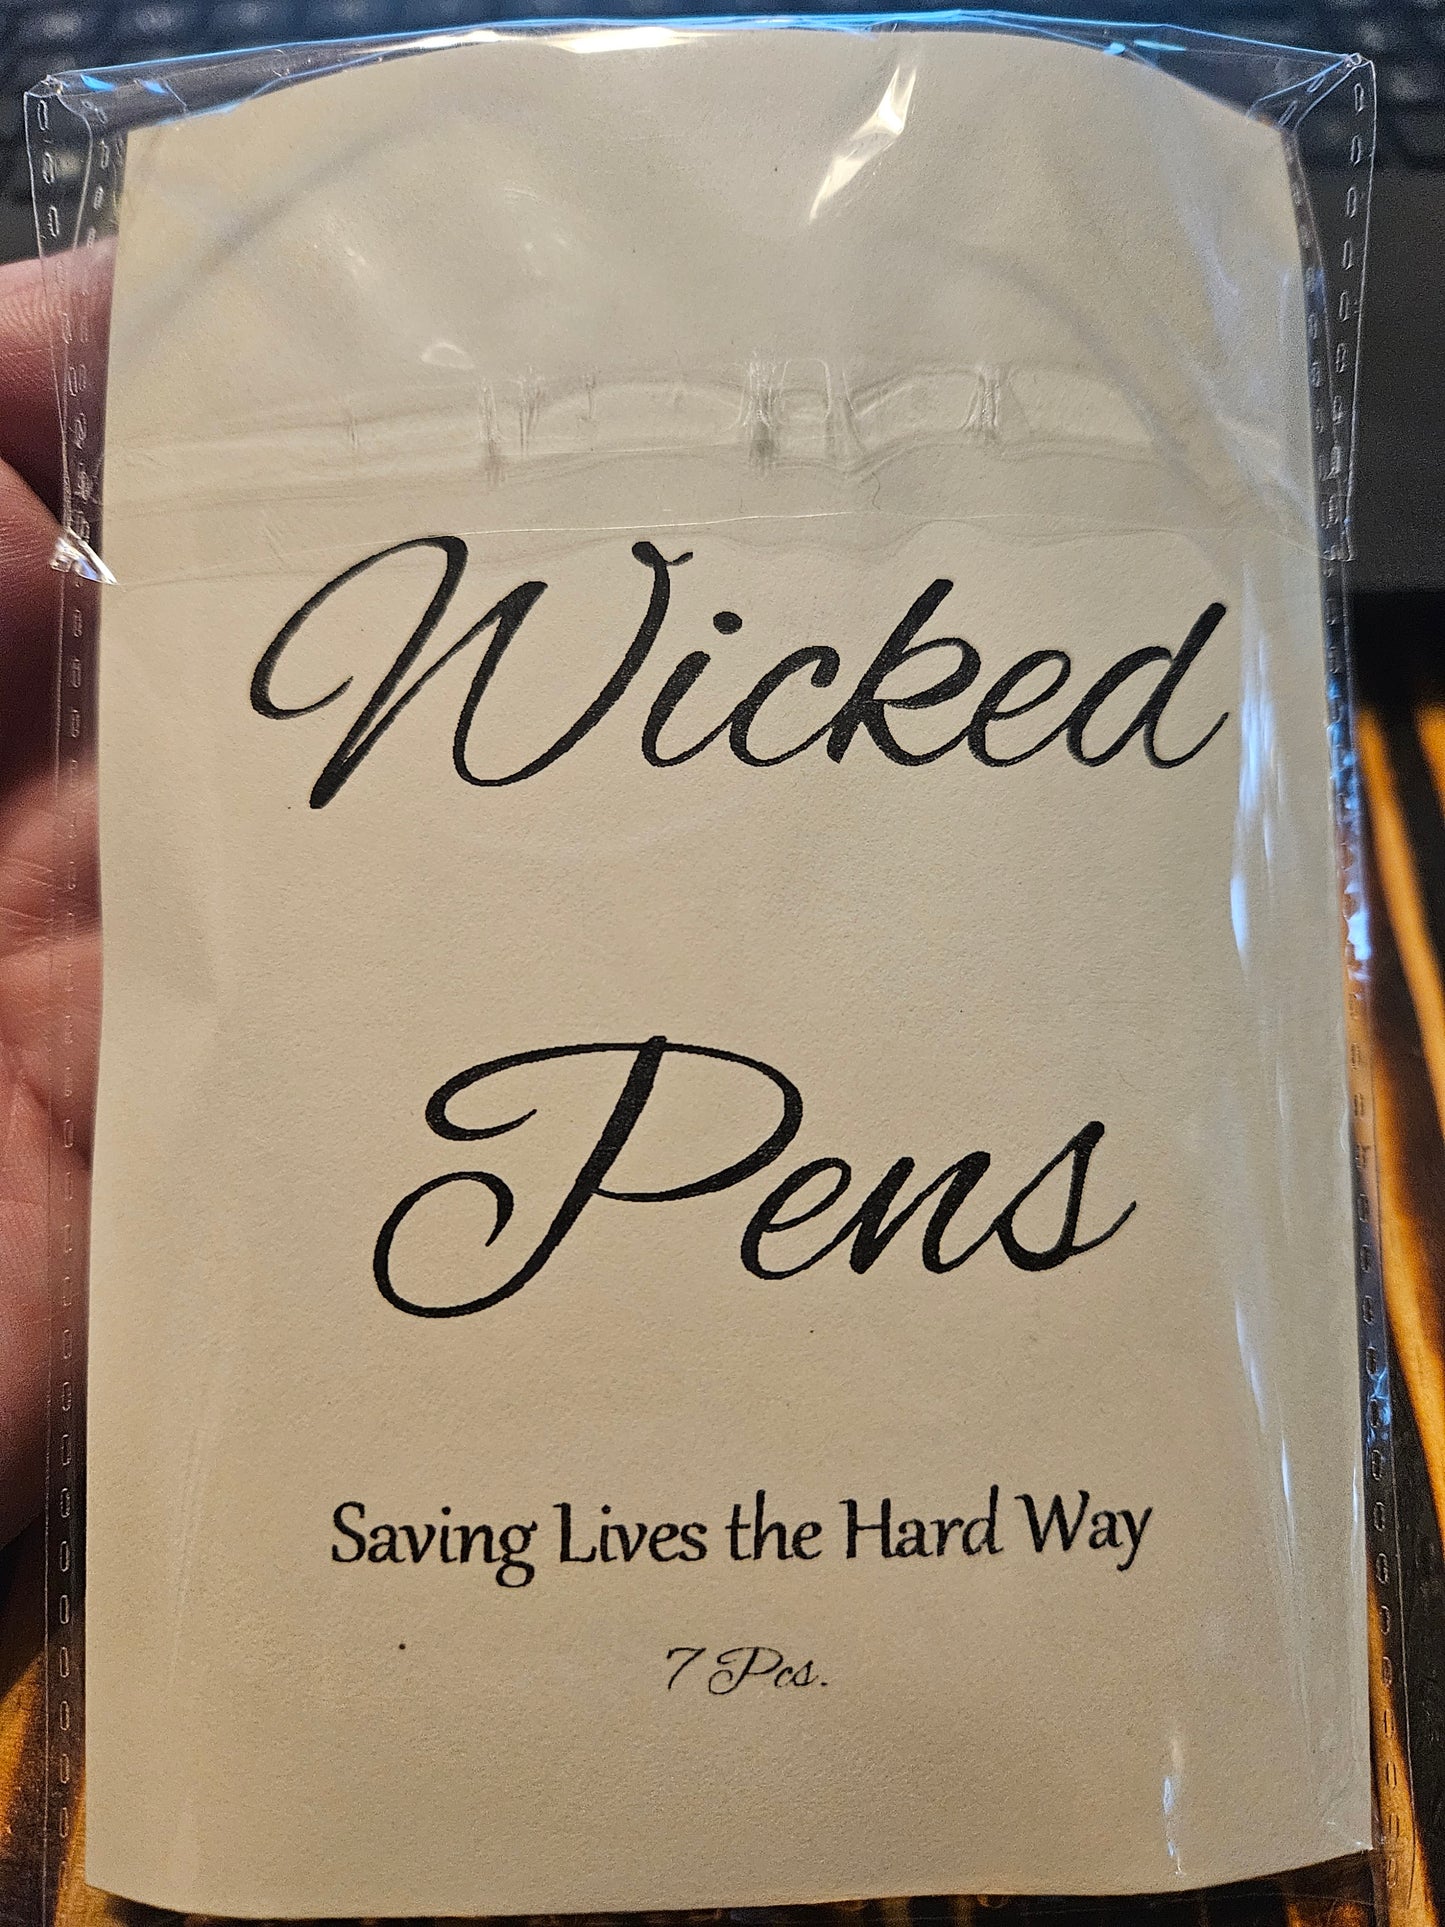 Wicked
Pens
Saving Lives the Hard Way
7 Pcs.